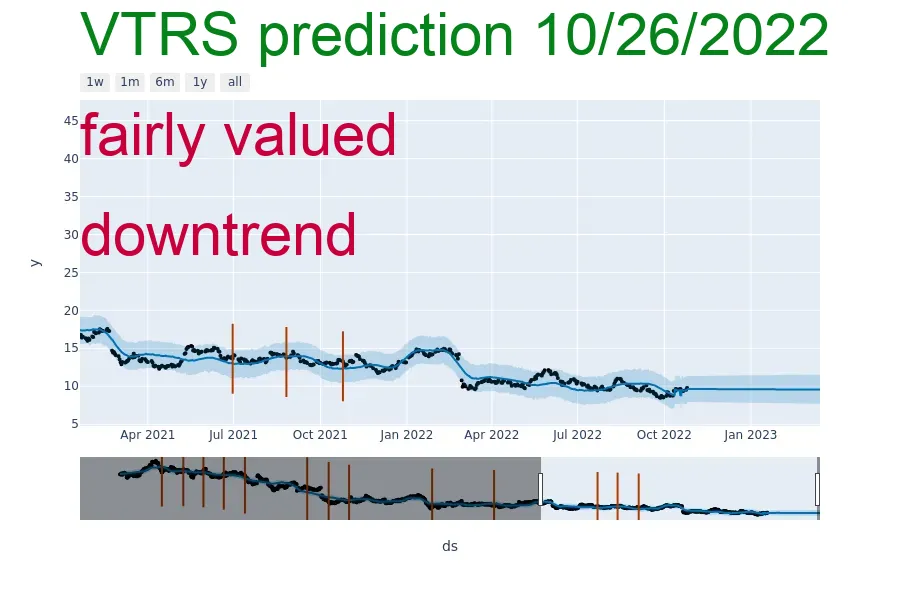 VTRS prediction 10/26/2022
1w 1m 6m 1y all
45
fairly valued
40
35
downtrend
30
y
25
20
15
10
5
Apr 2021 Jul 2021 Oct 2021 Jan 2022 Apr 2022 Jul 2022 Oct 2022 Jan 2023
ds